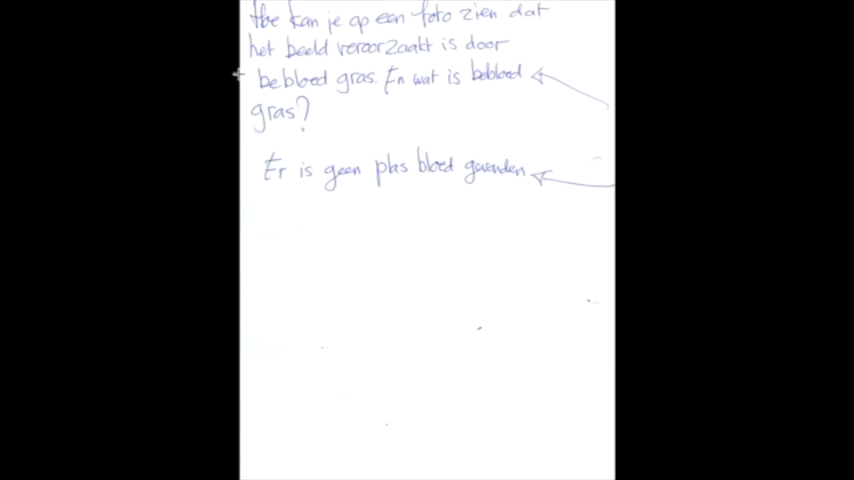 Hoe kan je op een foto zien dat
het beeld veroorzaakt is door
bebloed gras. En wat is bebloed
gras?
Er is geen plas bloed gevonden